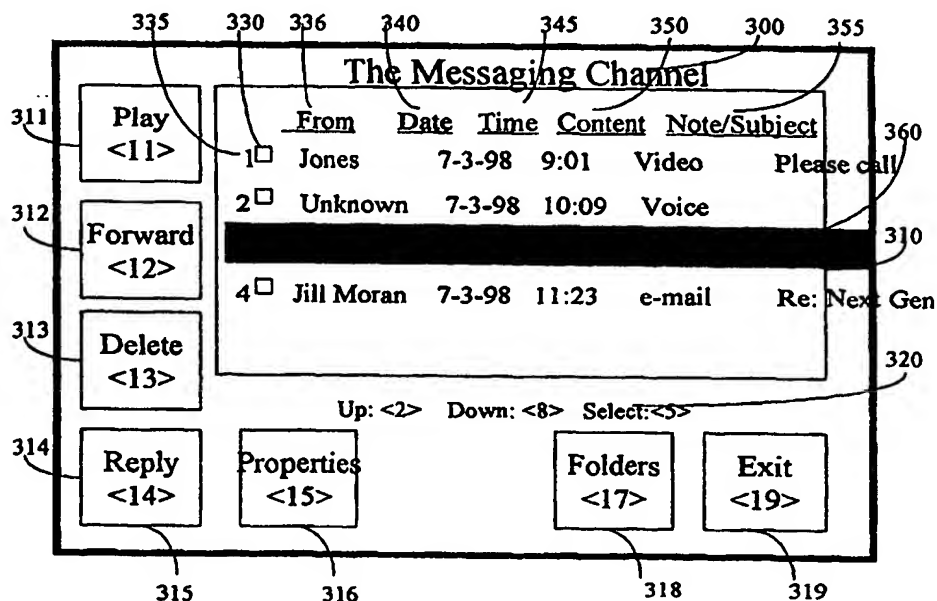 335 330 336 340 345 350 300 355
The Messaging Channel
311 Play <11>
From Date Time Content Note/Subject
360
1 Jones 7-3-98 9:01 Video Please call
312 Forward <12>
2 Unknown 7-3-98 10:09 Voice
310
4 Jill Moran 7-3-98 11:23 e-mail Re: Next Gen
313 Delete <13>
320
Up: <2> Down: <8> Select:<5>
314 Reply <14>
Properties <15>
Folders <17>
Exit <19>
315 316 318 319